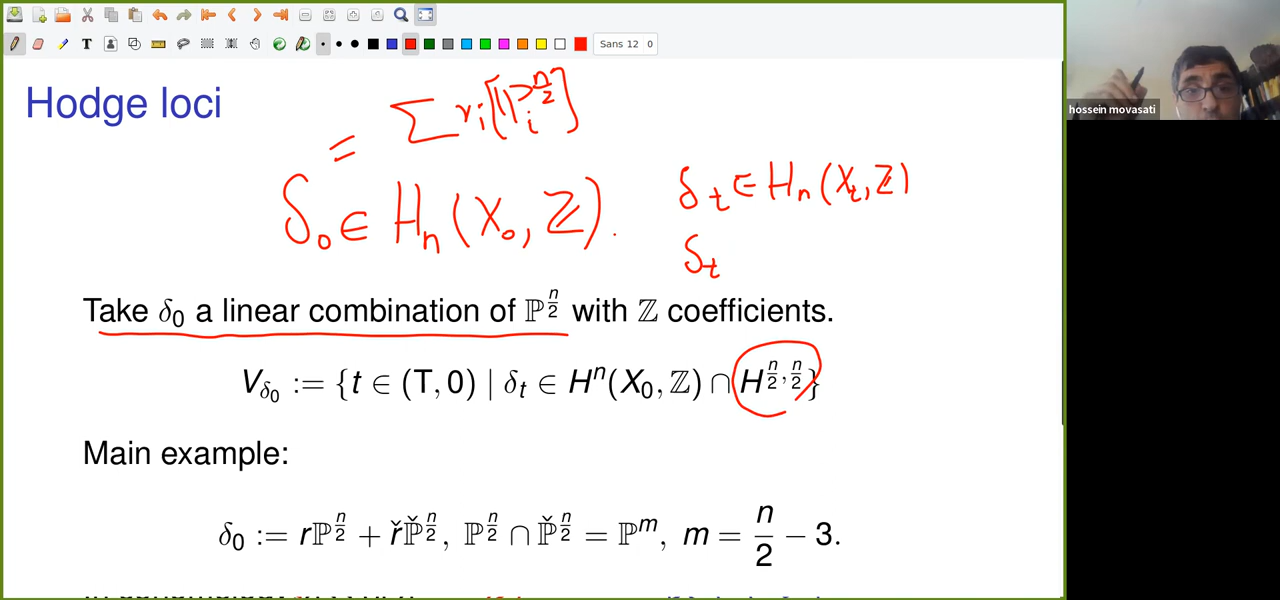 Sans 12 0
hossein movasati
Hodge loci
= ∑ r_i [ℙ_i^{n/2}]
δ_0 ∈ H_n(X_0, ℤ).
δ_t ∈ H_n(X_t, ℤ)
δ_t
Take δ_0 a linear combination of ℙ^{n/2} with ℤ coefficients.
V_{δ_0} := {t ∈ (T, 0) | δ_t ∈ H^n(X_0, ℤ) ∩ H^{n/2, n/2}}
Main example:
δ_0 := rℙ^{n/2} + řℙ̌^{n/2}, ℙ^{n/2} ∩ ℙ̌^{n/2} = ℙ^m, m = n/2 − 3.